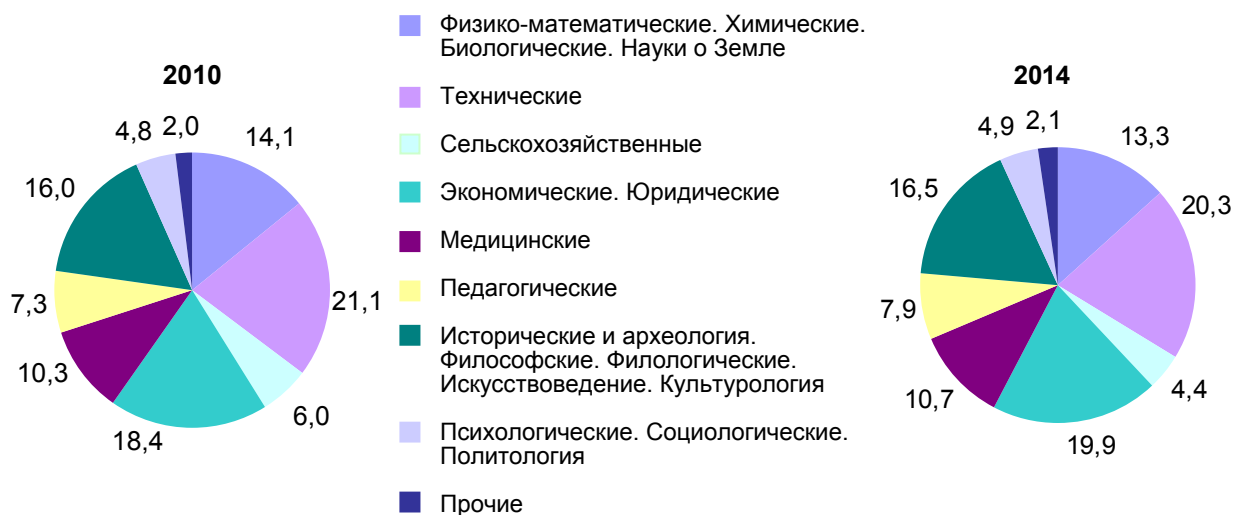 2010
4,8
2,0
14,1
16,0
7,3
21,1
10,3
6,0
18,4
Физико-математические. Химические.
Биологические. Науки о Земле
Технические
Сельскохозяйственные
Экономические. Юридические
Медицинские
Педагогические
Исторические и археология.
Философские. Филологические.
Искусствоведение. Культурология
Психологические. Социологические.
Политология
Прочие
2014
4,9
2,1
13,3
16,5
20,3
7,9
10,7
4,4
19,9